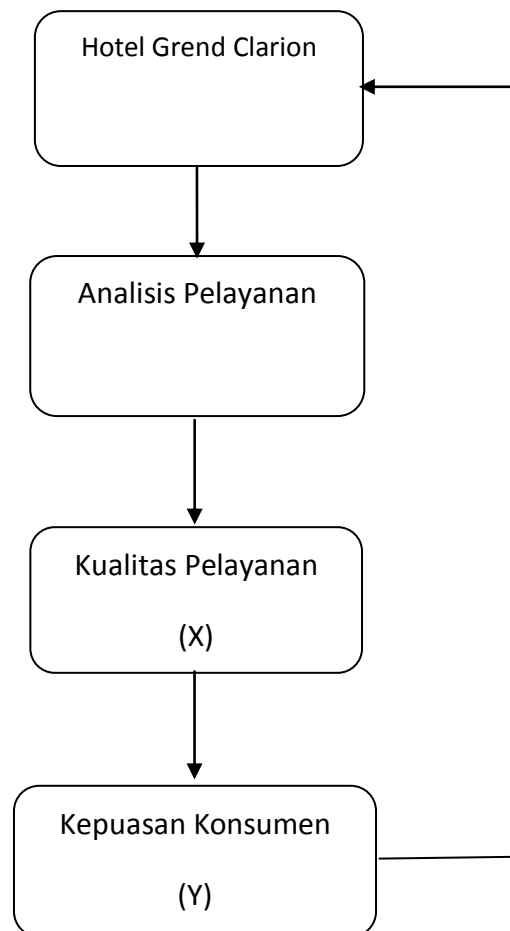 Hotel Grend Clarion
Analisis Pelayanan
Kualitas Pelayanan
(X)
Kepuasan Konsumen
(Y)